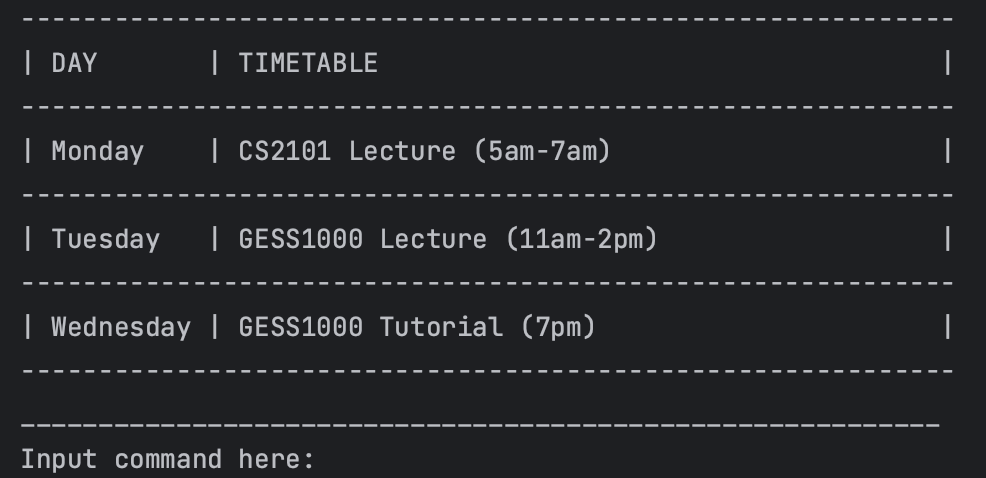 ------------------------------------------------------------
| DAY       | TIMETABLE                                    |
------------------------------------------------------------
| Monday    | CS2101 Lecture (5am-7am)                     |
------------------------------------------------------------
| Tuesday   | GESS1000 Lecture (11am-2pm)                  |
------------------------------------------------------------
| Wednesday | GESS1000 Tutorial (7pm)                      |
------------------------------------------------------------
____________________________________________________________
Input command here: